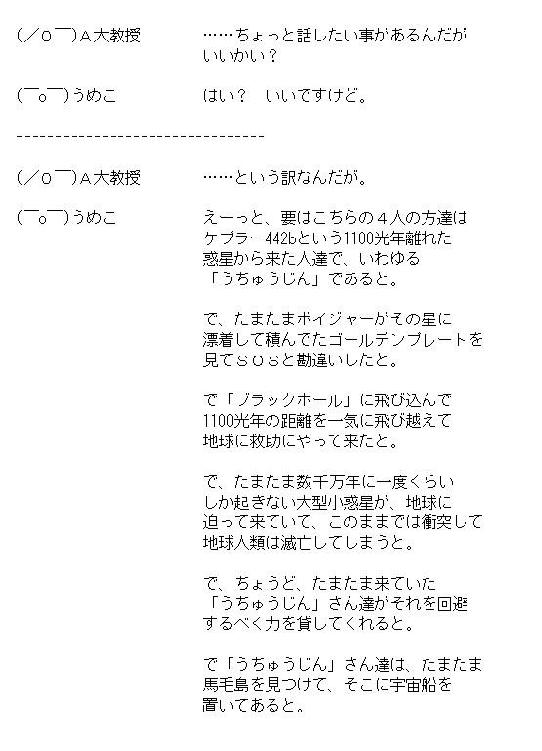 (／Ｏ￣)Ａ大教授　　　……ちょっと話したい事があるんだが
いいかい？
(￣o￣)うめこ　　　はい？　いいですけど。
--------------------------------
(／Ｏ￣)Ａ大教授　　　……という訳なんだが。
(￣o￣)うめこ　　　えーっと、要はこちらの４人の方達は
ケプラー442bという1100光年離れた
惑星から来た人達で、いわゆる
「うちゅうじん」であると。
で、たまたまボイジャーがその星に
漂着して積んでたゴールデンプレートを
見てＳＯＳと勘違いしたと。
で「ブラックホール」に飛び込んで
1100光年の距離を一気に飛び越えて
地球に救助にやって来たと。
で、たまたま数千万年に一度くらい
しか起きない大型小惑星が、地球に
迫って来ていて、このままでは衝突して
地球人類は滅亡してしまうと。
で、ちょうど、たまたま来ていた
「うちゅうじん」さん達がそれを回避
するべく力を貸してくれると。
で「うちゅうじん」さん達は、たまたま
馬毛島を見つけて、そこに宇宙船を
置いてあると。